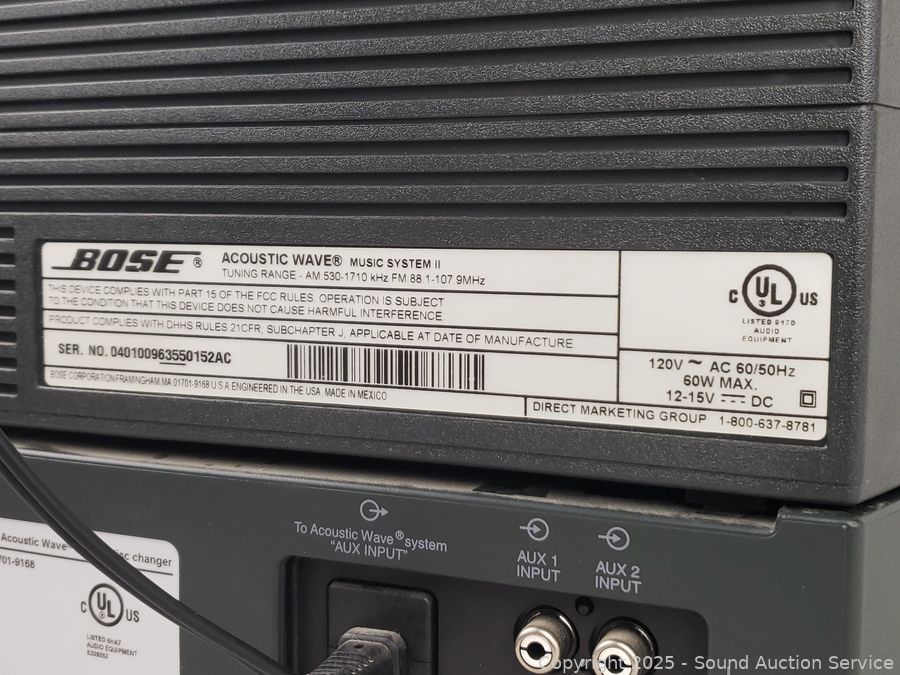 BOSE®
ACOUSTIC WAVE® MUSIC SYSTEM II
TUNING RANGE - AM 530-1710 kHz FM 88.1-107.9MHz
THIS DEVICE COMPLIES WITH PART 15 OF THE FCC RULES. OPERATION IS SUBJECT
TO THE CONDITION THAT THIS DEVICE DOES NOT CAUSE HARMFUL INTERFERENCE
PRODUCT COMPLIES WITH DHHS RULES 21CFR, SUBCHAPTER J, APPLICABLE AT DATE OF MANUFACTURE
SER. NO. 040100963550152AC
BOSE CORPORATION FRAMINGHAM, MA 01701-9168 U S A ENGINEERED IN THE USA, MADE IN MEXICO
C UL US
LISTED 917D
AUDIO
EQUIPMENT
120V ~ AC 60/50Hz
60W MAX.
12-15V ⎓ DC
DIRECT MARKETING GROUP 1-800-637-8781
To Acoustic Wave® system
"AUX INPUT"
AUX 1
INPUT
AUX 2
INPUT
Acoustic Wave disc changer
01-9168
C UL US
LISTED 6HA7
AUDIO EQUIPMENT
E229252
Copyright 2025 - Sound Auction Service